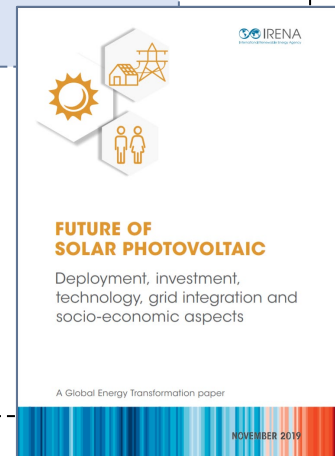 IRENA
International Renewable Energy Agency
FUTURE OF
SOLAR PHOTOVOLTAIC
Deployment, investment,
technology, grid integration and
socio-economic aspects
A Global Energy Transformation paper
NOVEMBER 2019